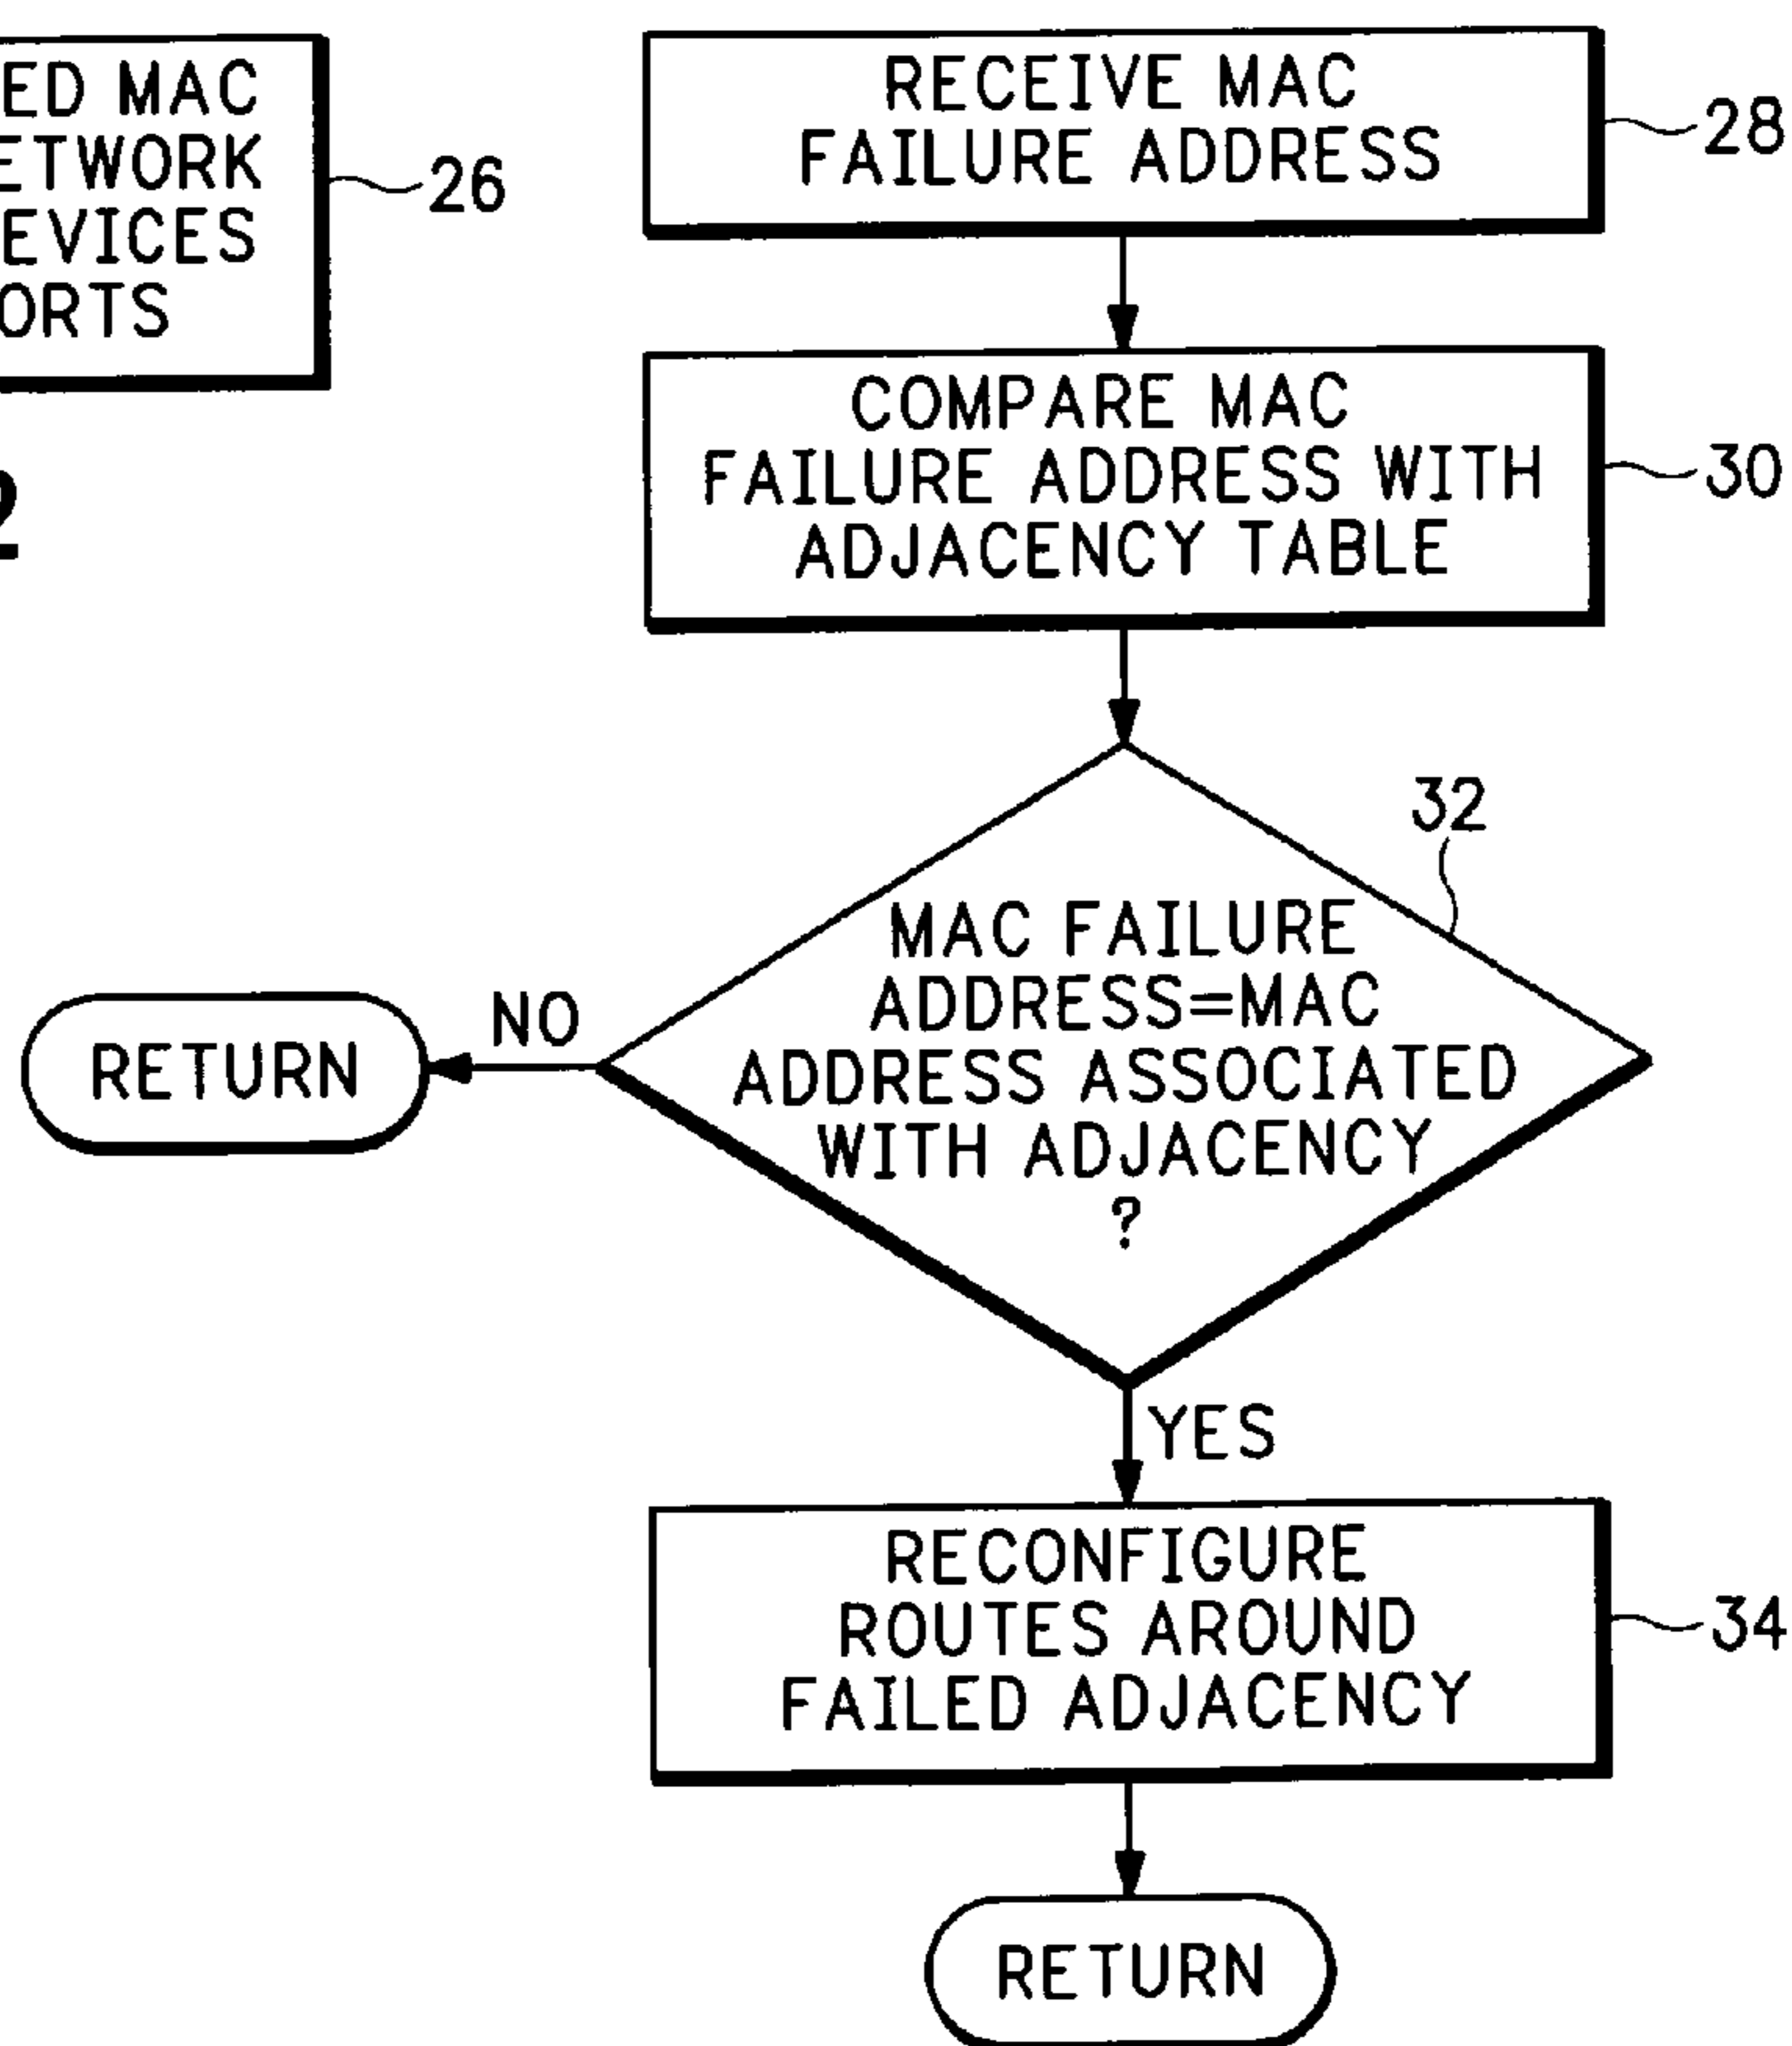 ED MAC
ETWORK
EVICES
ORTS
26
2
RECEIVE MAC
FAILURE ADDRESS
28
COMPARE MAC
FAILURE ADDRESS WITH
ADJACENCY TABLE
30
32
MAC FAILURE
ADDRESS=MAC
ADDRESS ASSOCIATED
WITH ADJACENCY
?
NO
RETURN
YES
RECONFIGURE
ROUTES AROUND
FAILED ADJACENCY
34
RETURN